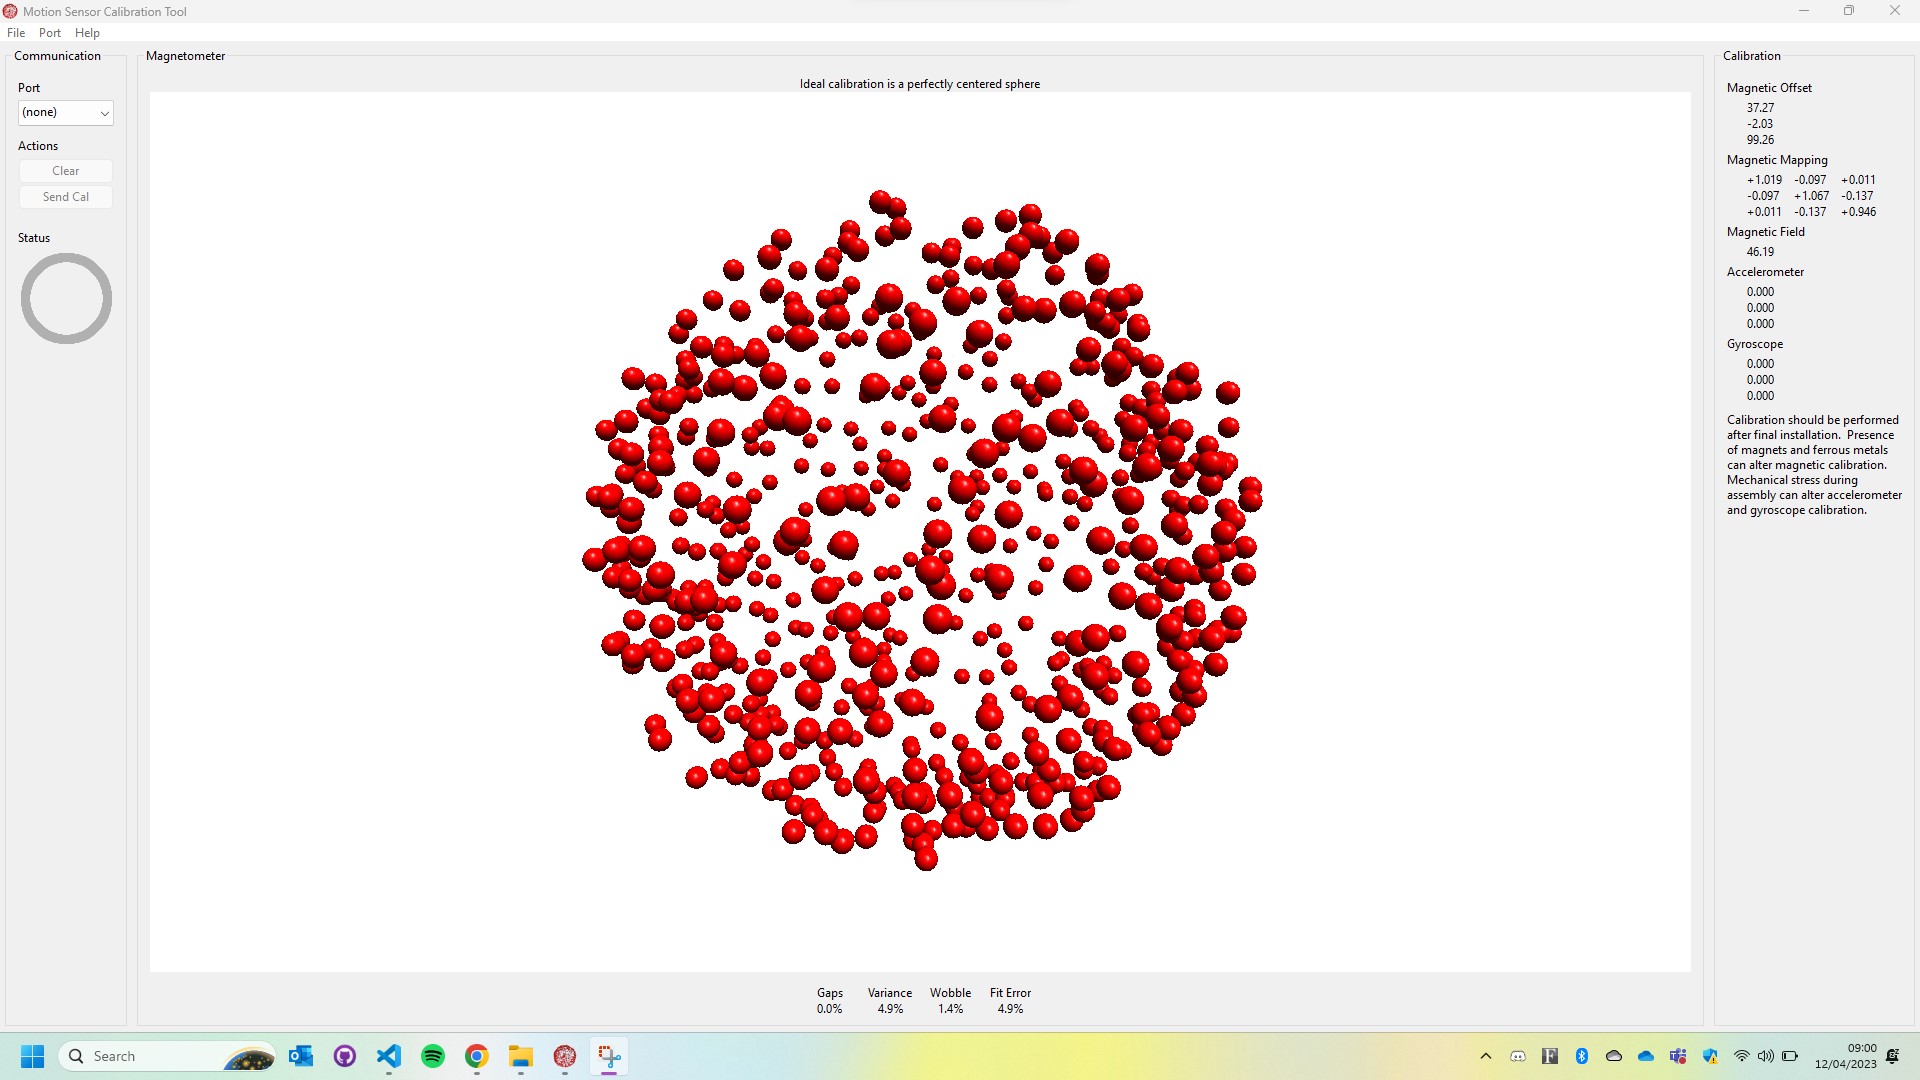 Motion Sensor Calibration Tool
File Port Help
Communication
Port
(none)
Actions
Clear
Send Cal
Status
Magnetometer
Ideal calibration is a perfectly centered sphere
Gaps Variance Wobble Fit Error
0.0% 4.9% 1.4% 4.9%
Calibration
Magnetic Offset
37.27
-2.03
99.26
Magnetic Mapping
+1.019 -0.097 +0.011
-0.097 +1.067 -0.137
+0.011 -0.137 +0.946
Magnetic Field
46.19
Accelerometer
0.000
0.000
0.000
Gyroscope
0.000
0.000
0.000
Calibration should be performed
after final installation. Presence
of magnets and ferrous metals
can alter magnetic calibration.
Mechanical stress during
assembly can alter accelerometer
and gyroscope calibration.
Search
09:00
12/04/2023